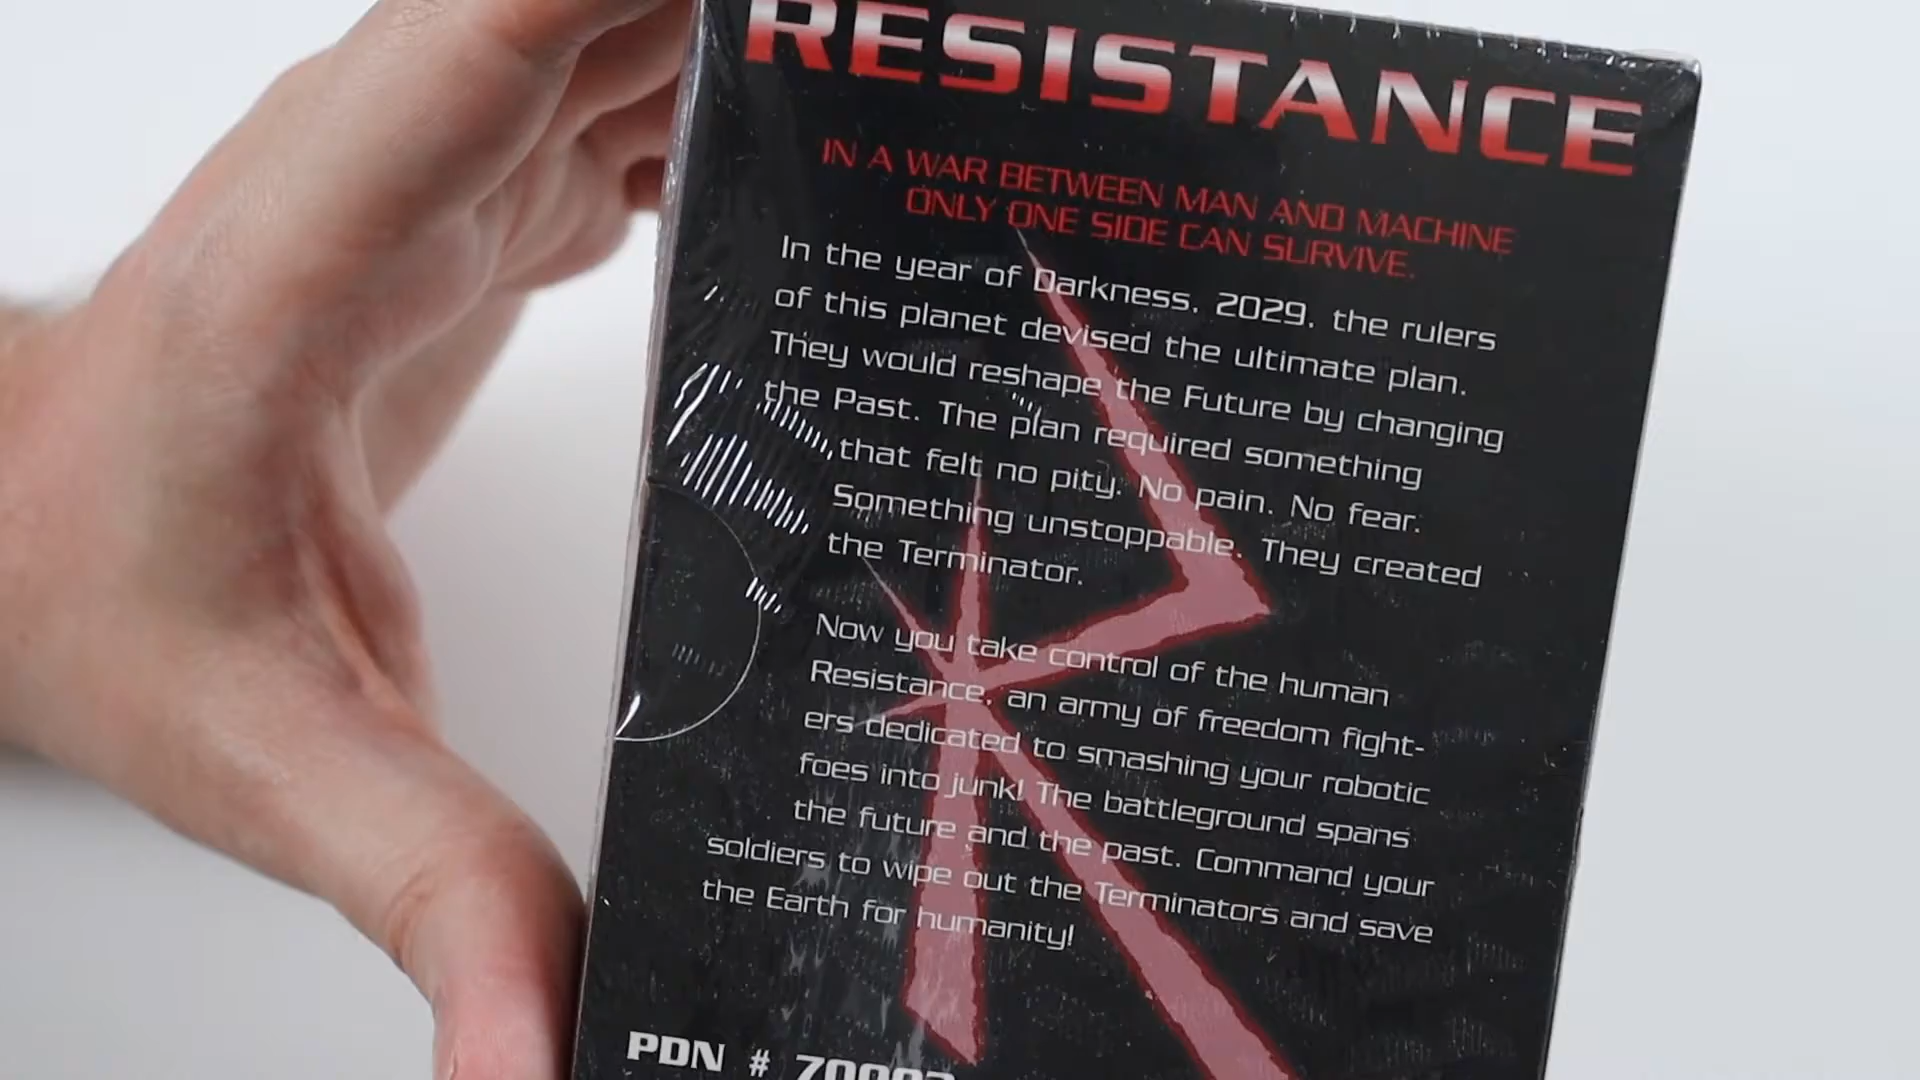 RESISTANCE
IN A WAR BETWEEN MAN AND MACHINE
ONLY ONE SIDE CAN SURVIVE.
In the year of Darkness, 2029, the rulers
of this planet devised the ultimate plan.
They would reshape the Future by changing
the Past. The plan required something
that felt no pity. No pain. No fear.
Something unstoppable. They created
the Terminator.
Now you take control of the human
Resistance, an army of freedom fight-
ers dedicated to smashing your robotic
foes into junk! The battleground spans
the future and the past. Command your
soldiers to wipe out the Terminators and save
the Earth for humanity!
PDN #